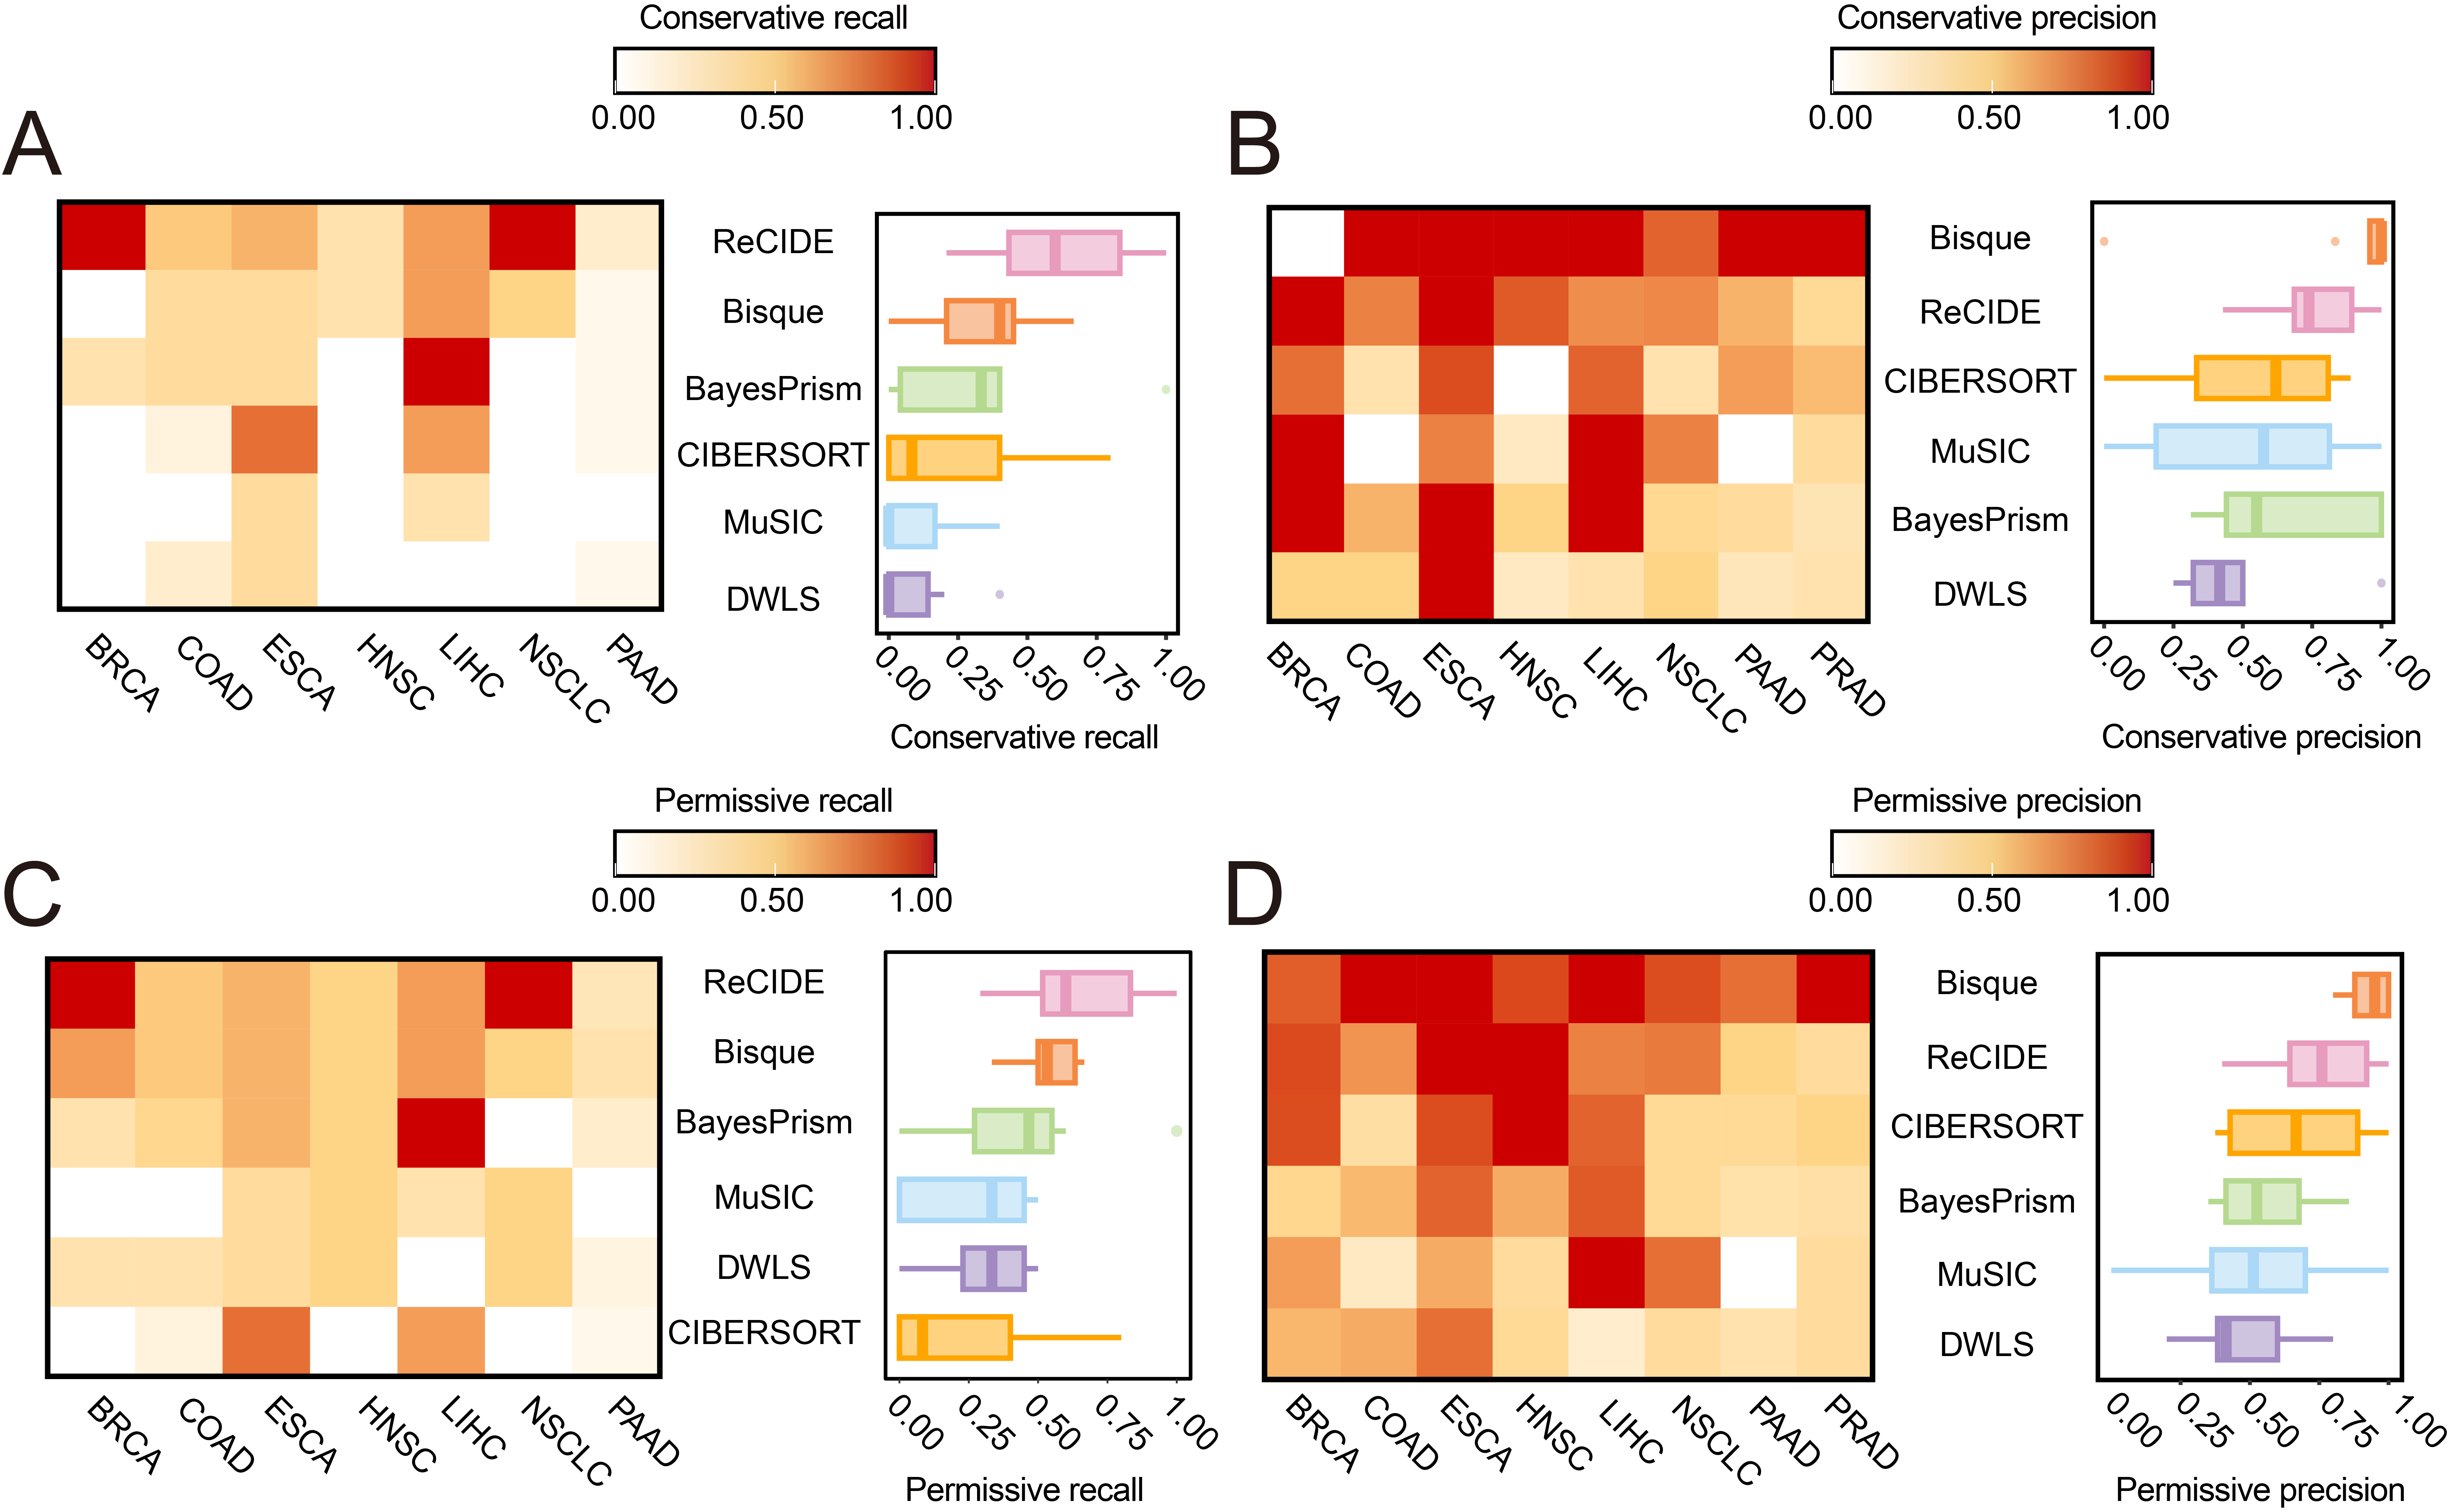 Conservative recall
0.00 0.50 1.00
A
ReCIDE
Bisque
BayesPrism
CIBERSORT
MuSIC
DWLS
BRCA COAD ESCA HNSC LIHC NSCLC PAAD
0.00 0.25 0.50 0.75 1.00
Conservative recall
Conservative precision
0.00 0.50 1.00
B
Bisque
ReCIDE
CIBERSORT
MuSIC
BayesPrism
DWLS
BRCA COAD ESCA HNSC LIHC NSCLC PAAD PRAD
0.00 0.25 0.50 0.75 1.00
Conservative precision
Permissive recall
0.00 0.50 1.00
C
ReCIDE
Bisque
BayesPrism
MuSIC
DWLS
CIBERSORT
BRCA COAD ESCA HNSC LIHC NSCLC PAAD
0.00 0.25 0.50 0.75 1.00
Permissive recall
Permissive precision
0.00 0.50 1.00
D
Bisque
ReCIDE
CIBERSORT
BayesPrism
MuSIC
DWLS
BRCA COAD ESCA HNSC LIHC NSCLC PAAD PRAD
0.00 0.25 0.50 0.75 1.00
Permissive precision